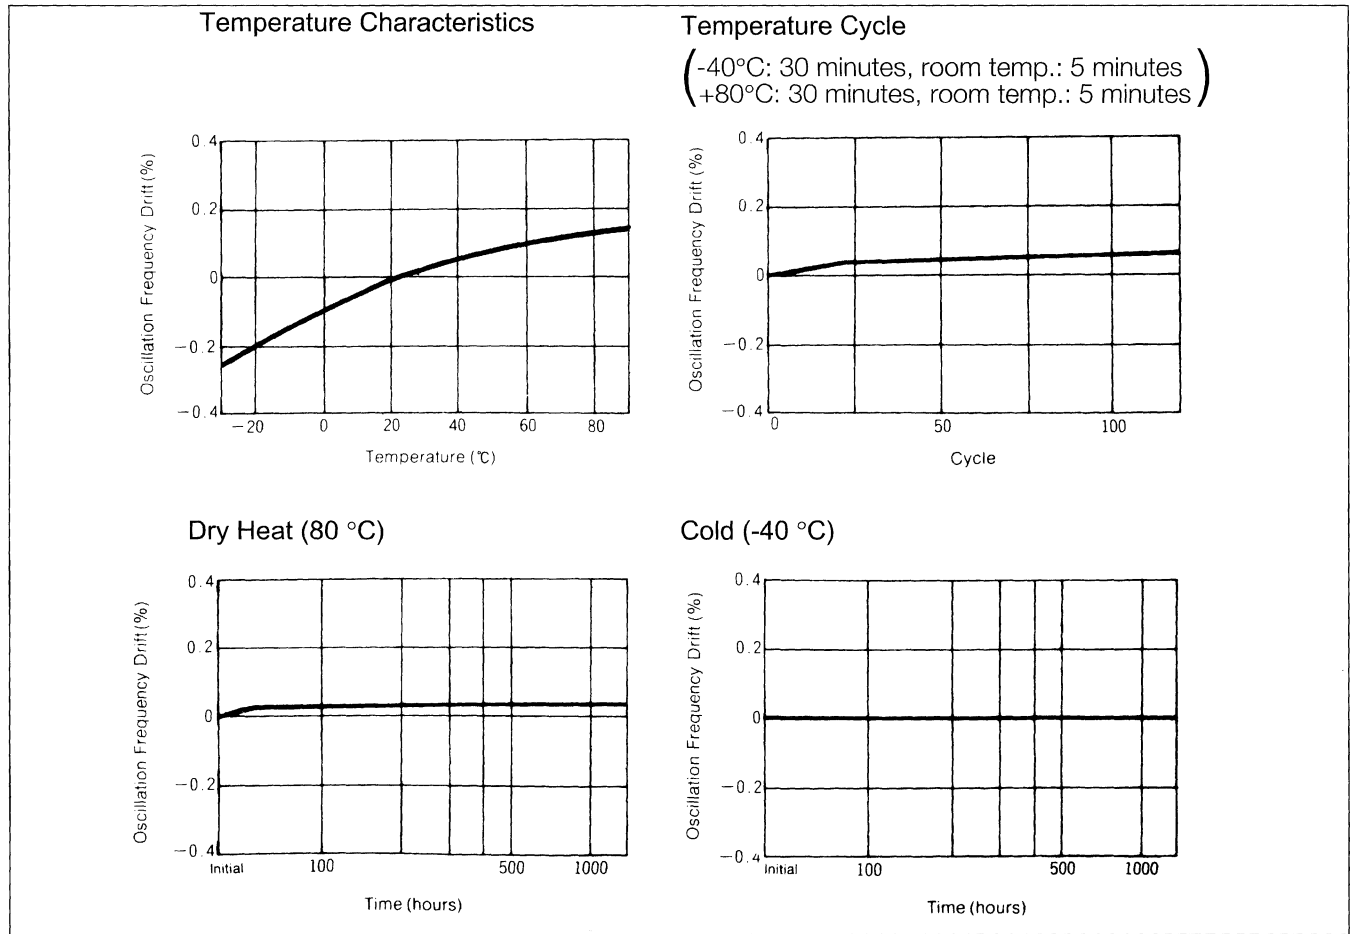 Temperature Characteristics
0.4
0.2
0
−0.2
−0.4
Oscillation Frequency Drift (%)
−20 0 20 40 60 80
Temperature (℃)
Temperature Cycle
(-40°C: 30 minutes, room temp.: 5 minutes
+80°C: 30 minutes, room temp.: 5 minutes)
0.4
0.2
0
−0.2
−0.4
Oscillation Frequency Drift (%)
0 50 100
Cycle
Dry Heat (80 °C)
0.4
0.2
0
−0.2
−0.4
Oscillation Frequency Drift (%)
Initial 100 500 1000
Time (hours)
Cold (-40 °C)
0.4
0.2
0
−0.2
−0.4
Oscillation Frequency Drift (%)
Initial 100 500 1000
Time (hours)